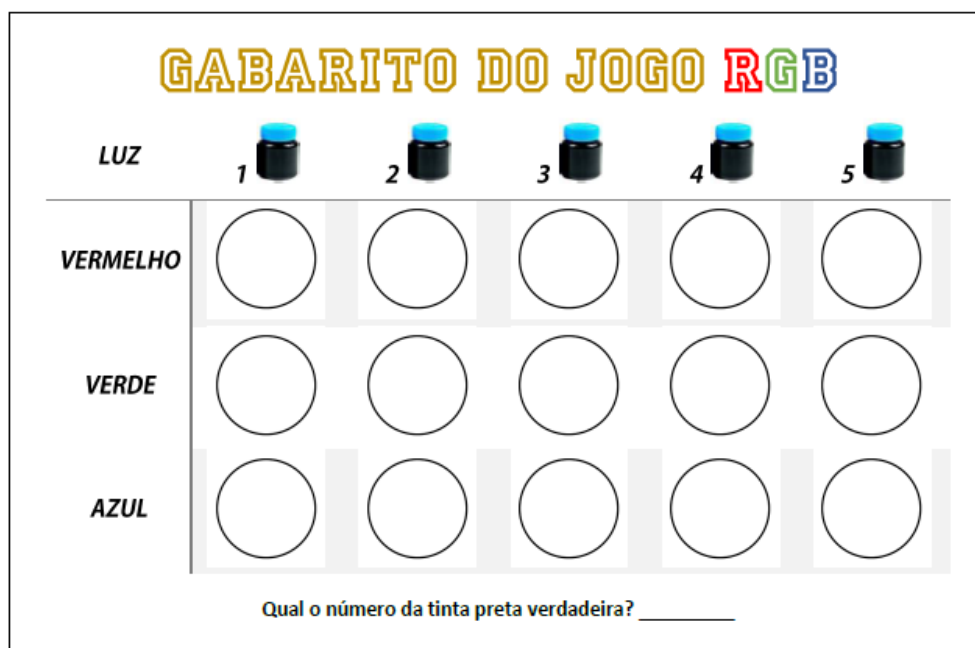 GABARITO DO JOGO RGB
LUZ 1 2 3 4 5
VERMELHO
VERDE
AZUL
Qual o número da tinta preta verdadeira? _________